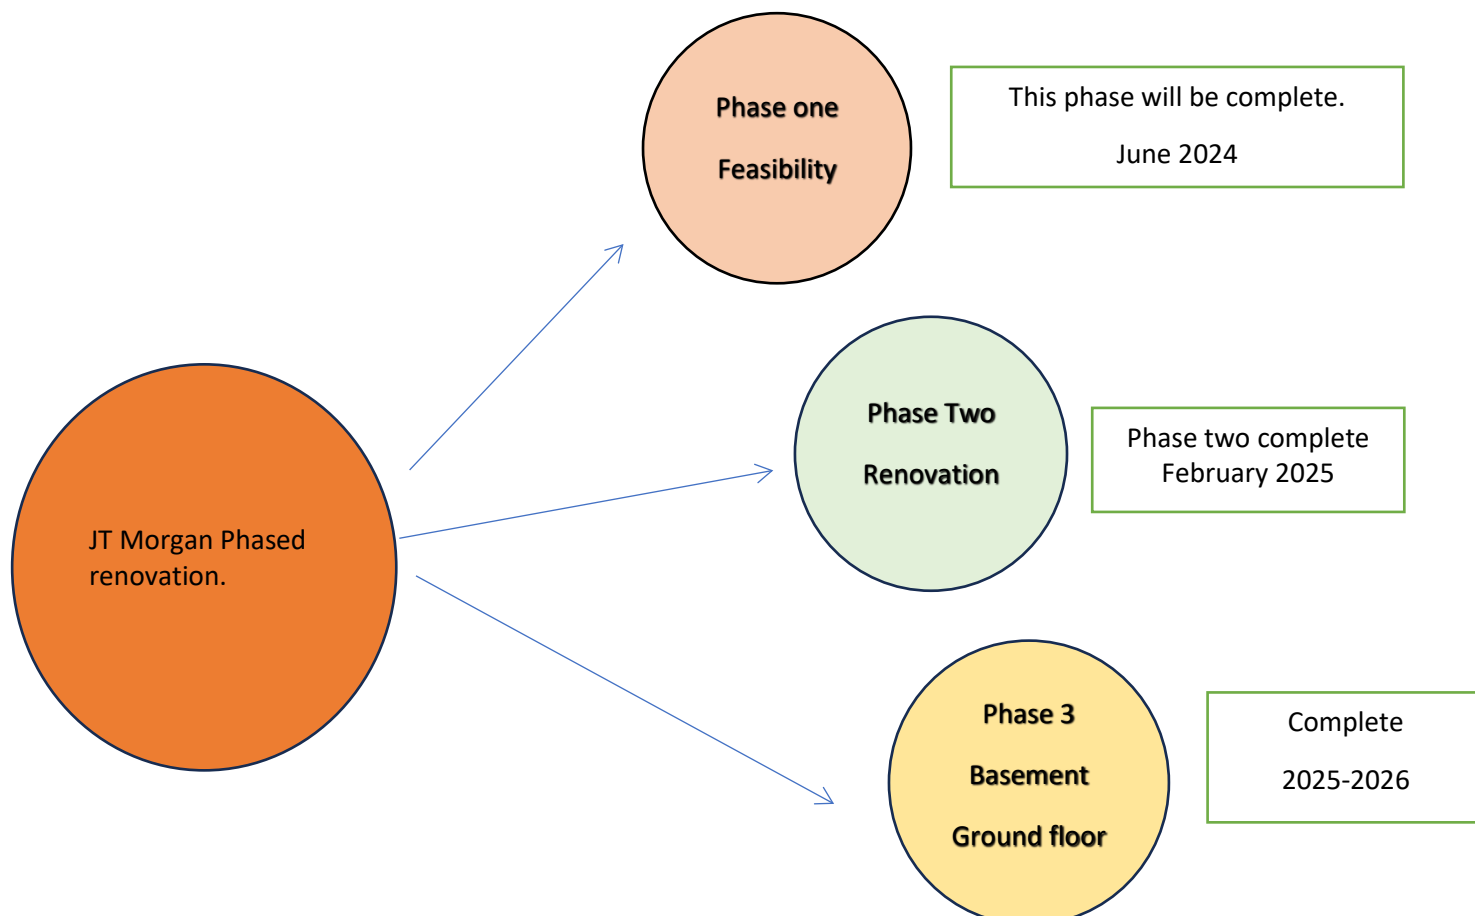 Phase one
Feasibility
This phase will be complete.
June 2024
Phase Two
Renovation
Phase two complete
February 2025
JT Morgan Phased
renovation.
Phase 3
Basement
Ground floor
Complete
2025-2026